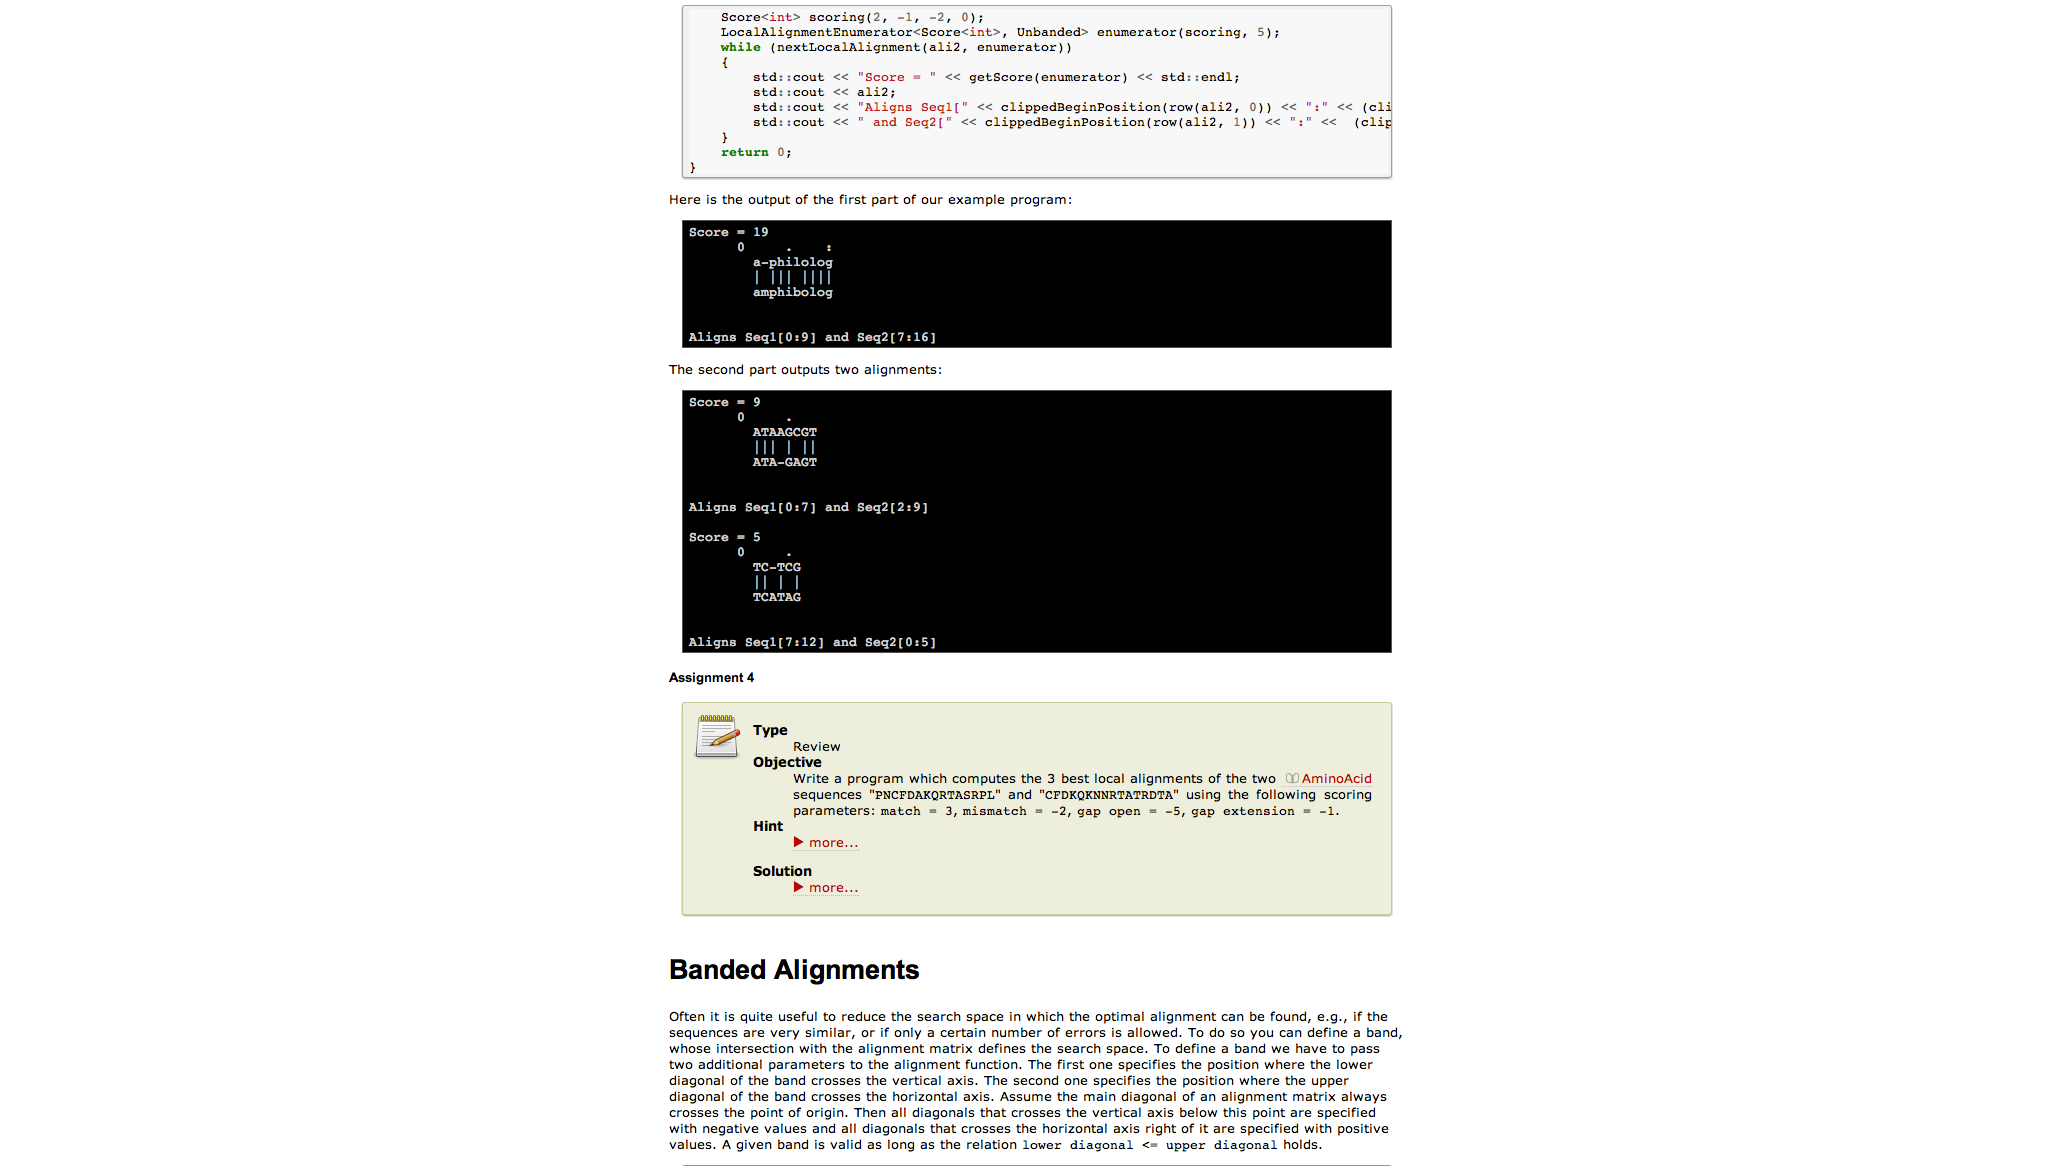 Score<int> scoring(2, -1, -2, 0);
LocalAlignmentEnumerator<Score<int>, Unbanded> enumerator(scoring, 5);
while (nextLocalAlignment(ali2, enumerator))
{
std::cout << "Score = " << getScore(enumerator) << std::endl;
std::cout << ali2;
std::cout << "Aligns Seq1[" << clippedBeginPosition(row(ali2, 0)) << ":" << (cli
std::cout << " and Seq2[" << clippedBeginPosition(row(ali2, 1)) << ":" <<  (clip
}
return 0;
}
Here is the output of the first part of our example program:
Score = 19
0     .    :
a-philolog
| ||| ||||
amphibolog
Aligns Seq1[0:9] and Seq2[7:16]
The second part outputs two alignments:
Score = 9
0     .
ATAAGCGT
||| | ||
ATA-GAGT
Aligns Seq1[0:7] and Seq2[2:9]
Score = 5
0     .
TC-TCG
|| | |
TCATAG
Aligns Seq1[7:12] and Seq2[0:5]
Assignment 4
Type
Review
Objective
Write a program which computes the 3 best local alignments of the two AminoAcid
sequences "PNCFDAKQRTASRPL" and "CFDKQKNNRTATRDTA" using the following scoring
parameters: match = 3, mismatch = -2, gap open = -5, gap extension = -1.
Hint
▶ more...
Solution
▶ more...
Banded Alignments
Often it is quite useful to reduce the search space in which the optimal alignment can be found, e.g., if the
sequences are very similar, or if only a certain number of errors is allowed. To do so you can define a band,
whose intersection with the alignment matrix defines the search space. To define a band we have to pass
two additional parameters to the alignment function. The first one specifies the position where the lower
diagonal of the band crosses the vertical axis. The second one specifies the position where the upper
diagonal of the band crosses the horizontal axis. Assume the main diagonal of an alignment matrix always
crosses the point of origin. Then all diagonals that crosses the vertical axis below this point are specified
with negative values and all diagonals that crosses the horizontal axis right of it are specified with positive
values. A given band is valid as long as the relation lower diagonal <= upper diagonal holds.